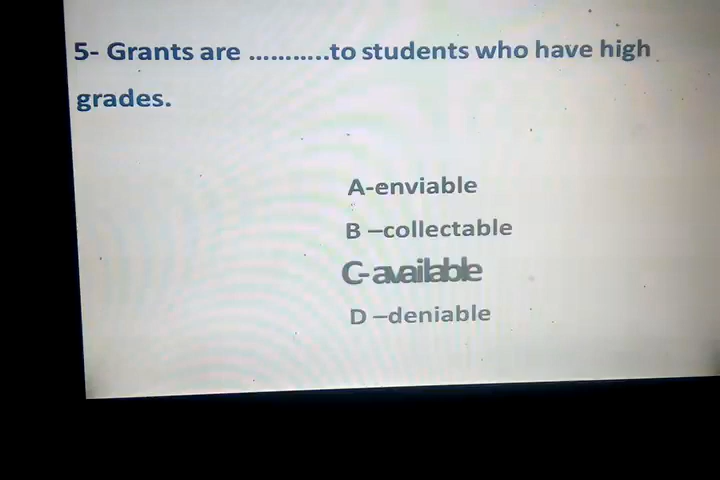 5- Grants are ...........to students who have high
grades.
A-enviable
B –collectable
C-available
D –deniable